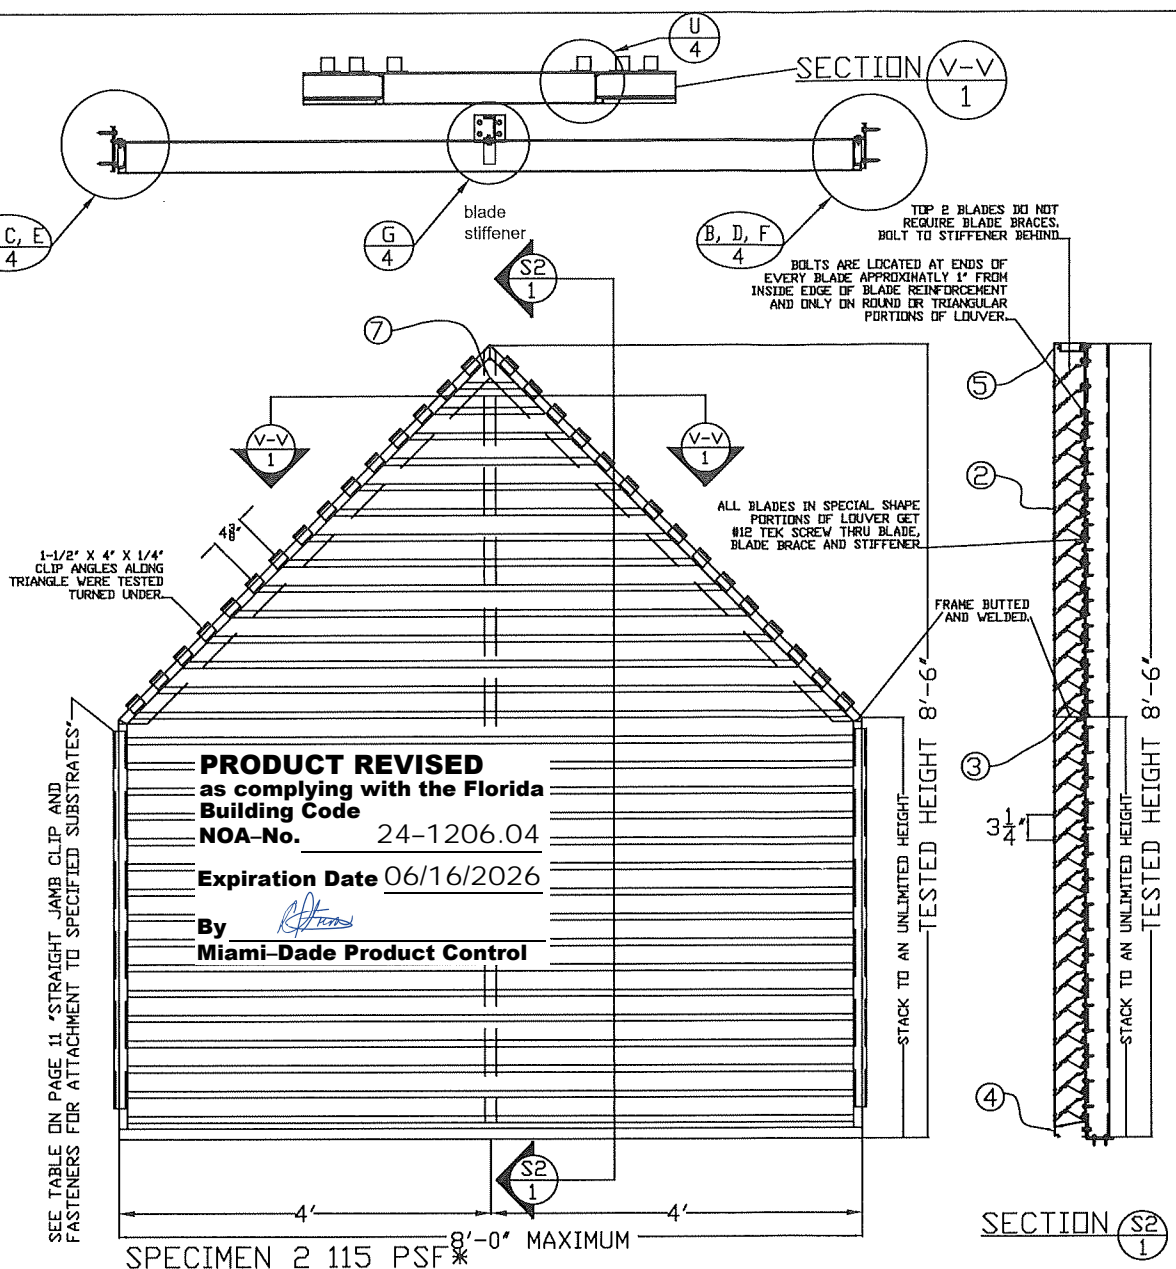 U
4
SECTION V-V
1
C, E
4
G
4
blade
stiffener
B, D, F
4
TOP 2 BLADES DO NOT
REQUIRE BLADE BRACES,
BOLT TO STIFFENER BEHIND.
S2
1
BOLTS ARE LOCATED AT ENDS OF
EVERY BLADE APPROXIMATLY 1" FROM
INSIDE EDGE OF BLADE REINFORCEMENT
AND ONLY ON ROUND OR TRIANGULAR
PORTIONS OF LOUVER.
7
5
V-V
1
V-V
1
2
ALL BLADES IN SPECIAL SHAPE
PORTIONS OF LOUVER GET
#12 TEK SCREW THRU BLADE,
BLADE BRACE AND STIFFENER
4 3/8"
1-1/2" X 4" X 1/4"
CLIP ANGLES ALONG
TRIANGLE WERE TESTED
TURNED UNDER.
FRAME BUTTED
AND WELDED.
TESTED HEIGHT 8'-6"
TESTED HEIGHT 8'-6"
SEE TABLE ON PAGE 11 "STRAIGHT JAMB CLIP AND
FASTENERS FOR ATTACHMENT TO SPECIFIED SUBSTRATES"
PRODUCT REVISED
as complying with the Florida
Building Code
NOA–No. 24-1206.04
Expiration Date 06/16/2026
By
Miami–Dade Product Control
STACK TO AN UNLIMITED HEIGHT
3
3 1/4"
STACK TO AN UNLIMITED HEIGHT
4
S2
1
4'
4'
8'-0" MAXIMUM
SPECIMEN 2 115 PSF*
SECTION S2
1